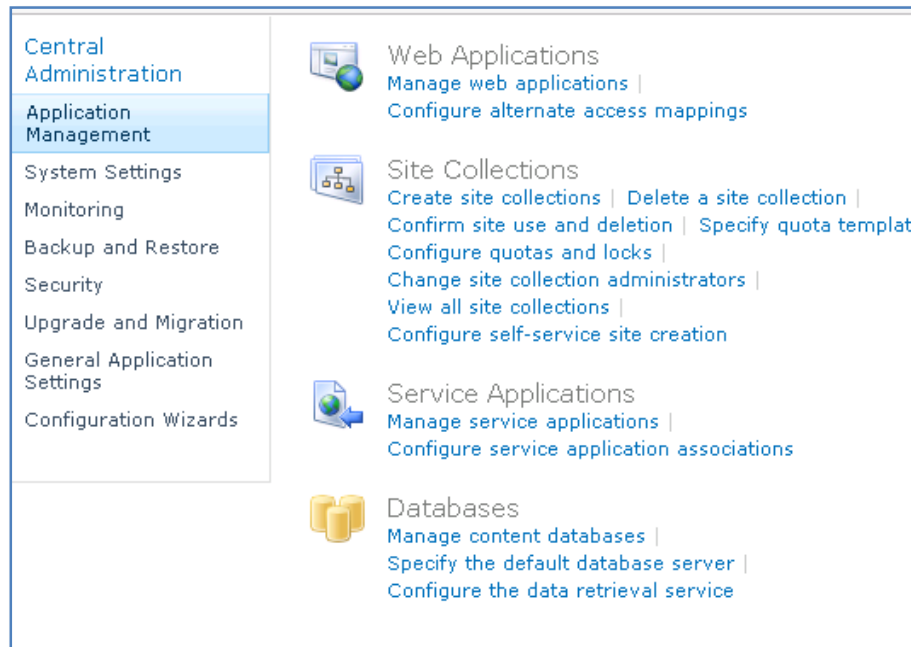 Central
Administration
Application
Management
System Settings
Monitoring
Backup and Restore
Security
Upgrade and Migration
General Application
Settings
Configuration Wizards
Web Applications
Manage web applications |
Configure alternate access mappings
Site Collections
Create site collections | Delete a site collection |
Confirm site use and deletion | Specify quota templat
Configure quotas and locks |
Change site collection administrators |
View all site collections |
Configure self-service site creation
Service Applications
Manage service applications |
Configure service application associations
Databases
Manage content databases |
Specify the default database server |
Configure the data retrieval service